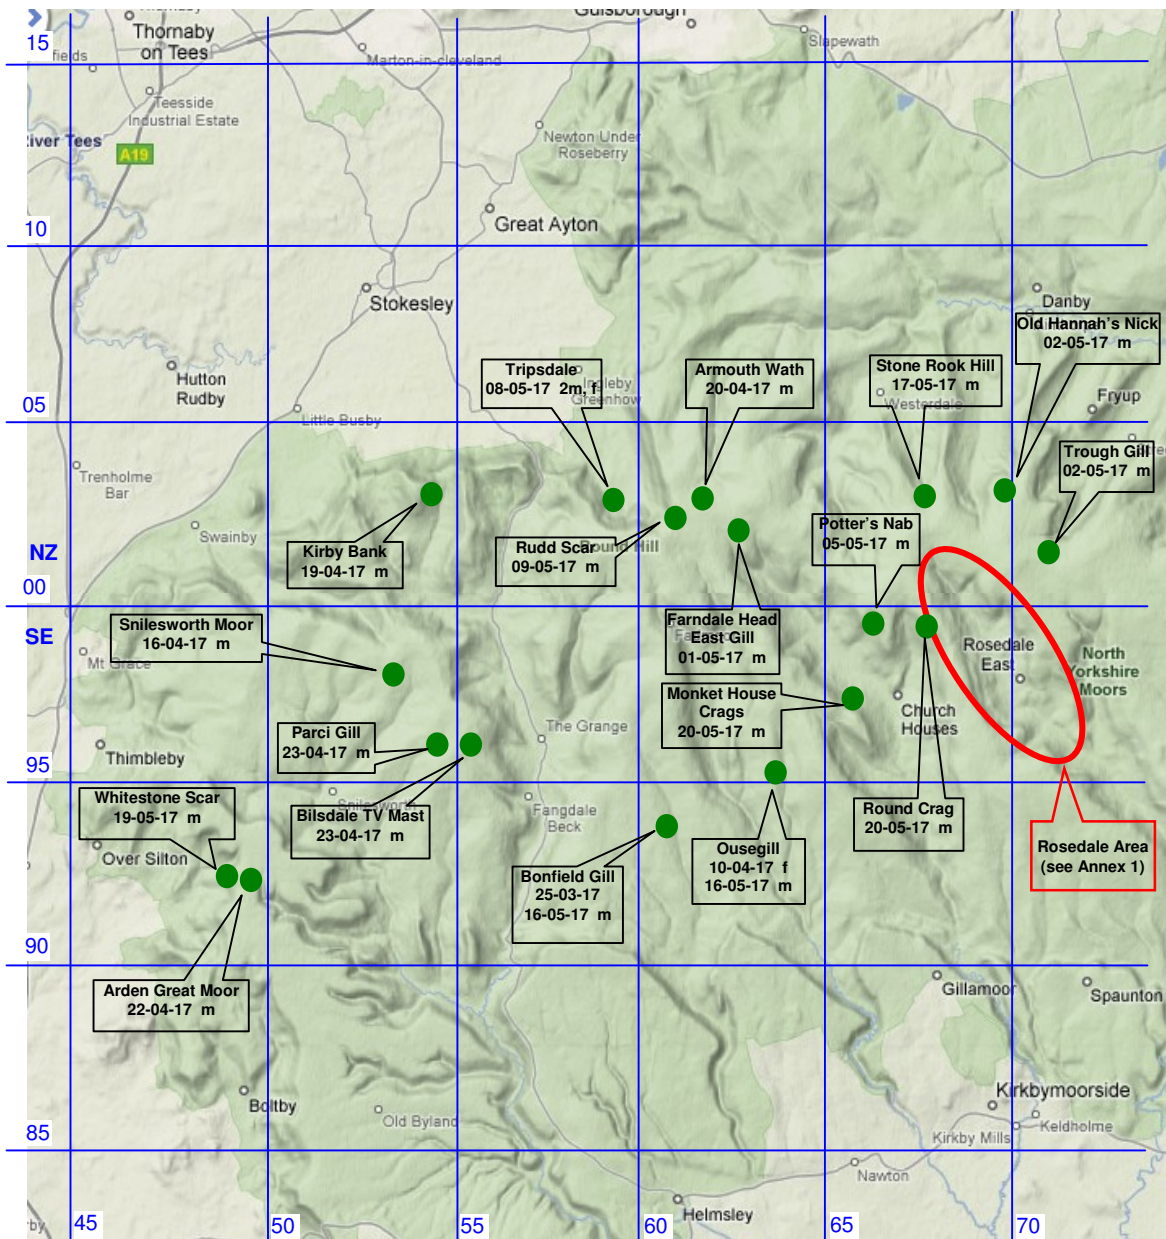 Guisborough
Thornaby
on Tees
15
fields
Marton-in-cleveland
Slapewath
Teesside
Industrial Estate
River Tees
A19
Newton Under
Roseberry
Great Ayton
10
Stokesley
Danby
Old Hannah's Nick
02-05-17 m
Hutton
Rudby
Tripsdale
08-05-17 2m, f
Ingleby
Greenhow
Armouth Wath
20-04-17 m
Stone Rook Hill
17-05-17 m
Westerdale
Fryup
05
Little Busby
Trough Gill
02-05-17 m
Trenholme
Bar
Swainby
Kirby Bank
19-04-17 m
Rudd Scar
09-05-17 m
Round Hill
Potter's Nab
05-05-17 m
NZ
00
SE
Snilesworth Moor
16-04-17 m
Mt Grace
Farndale Head
East Gill
01-05-17 m
Rosedale
East
North
Yorkshire
Moors
Monket House
Crags
20-05-17 m
Church
Houses
Parci Gill
23-04-17 m
The Grange
Thimbleby
95
Whitestone Scar
19-05-17 m
Snilesworth
Bilsdale TV Mast
23-04-17 m
Fangdale
Beck
Round Crag
20-05-17 m
Rosedale Area
(see Annex 1)
Over Silton
Bonfield Gill
25-03-17
16-05-17 m
Ousegill
10-04-17 f
16-05-17 m
90
Arden Great Moor
22-04-17 m
Gillamoor
Spaunton
Boltby
Old Byland
Kirkbymoorside
Keldholme
Kirkby Mills
85
Nawton
Helmsley
45
50
55
60
65
70